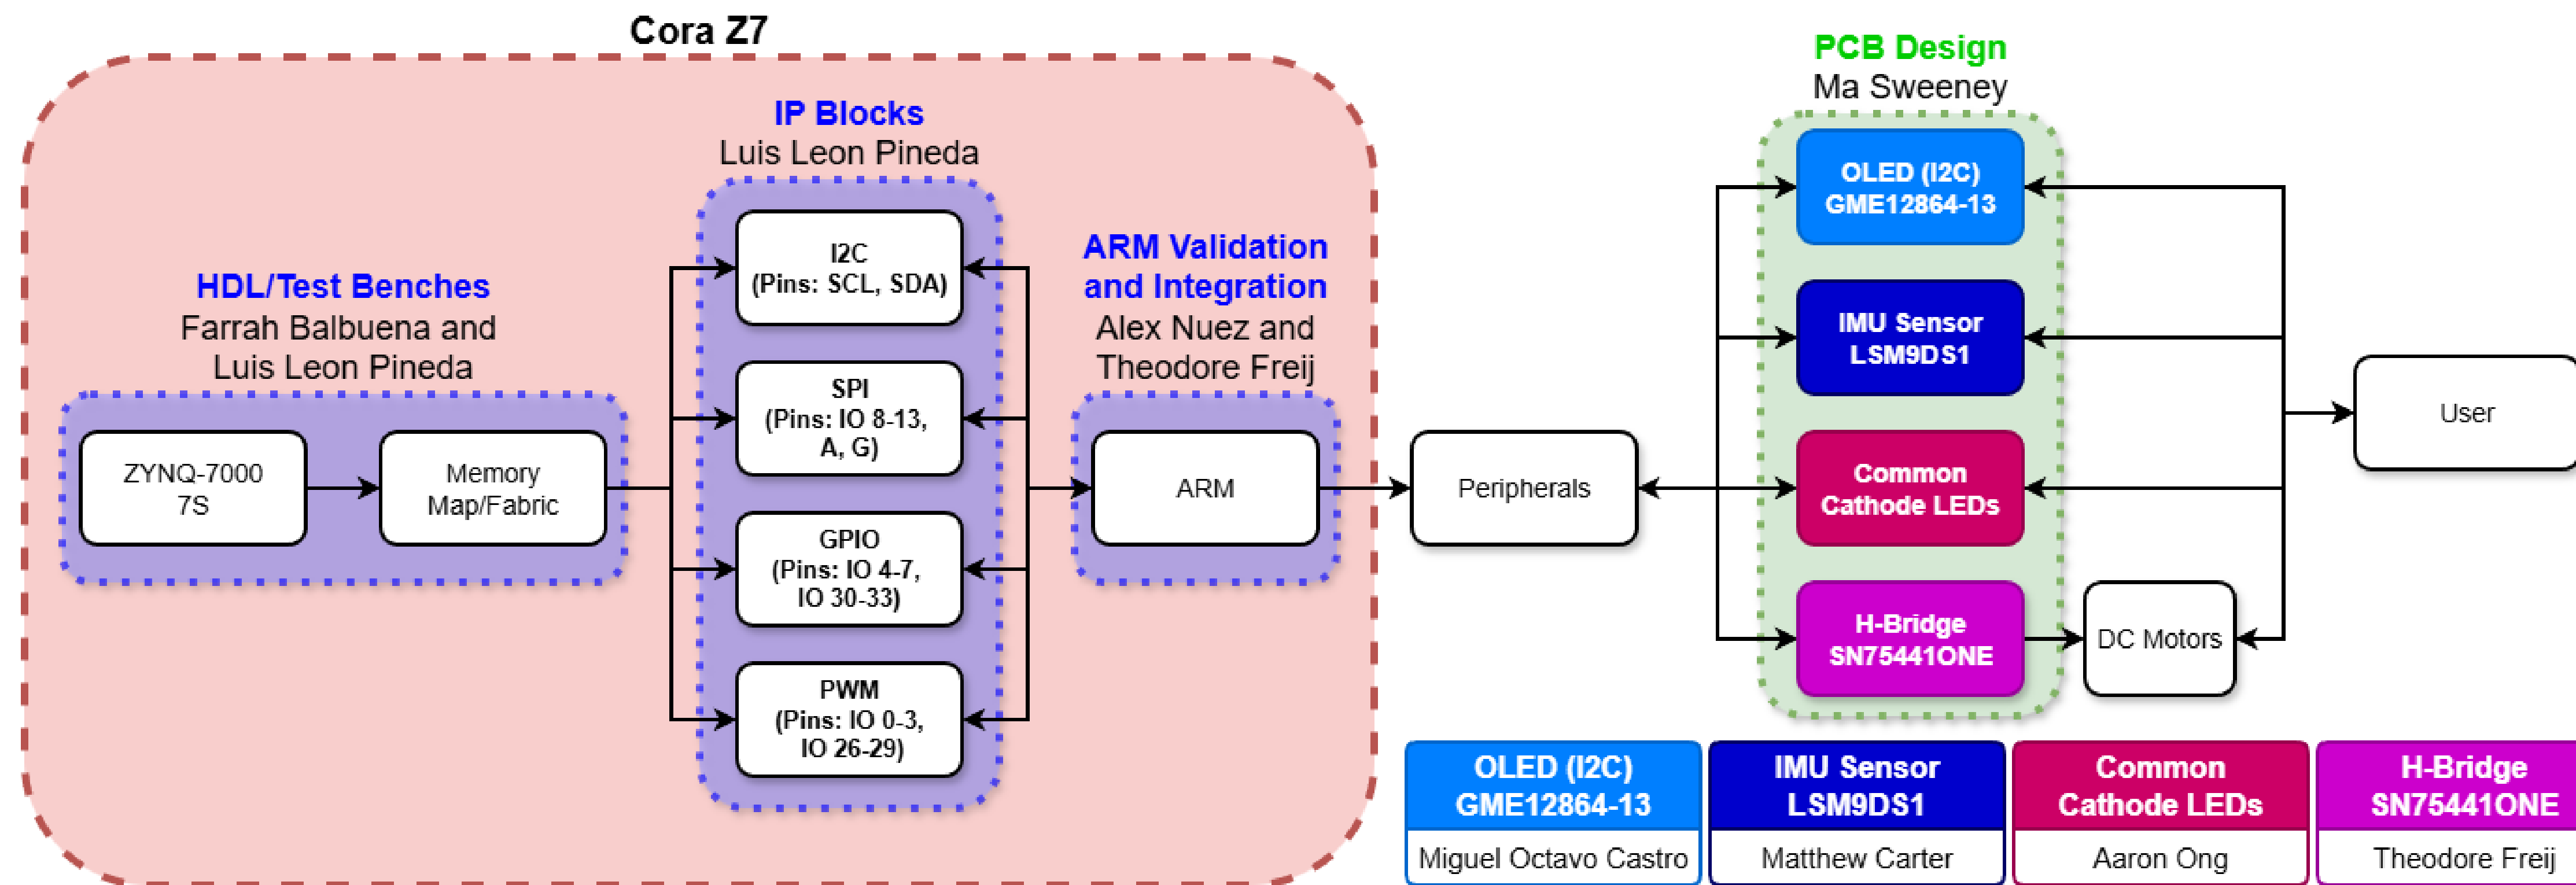 Cora Z7
IP Blocks
Luis Leon Pineda
HDL/Test Benches
Farrah Balbuena and
Luis Leon Pineda
ZYNQ-7000
7S
Memory
Map/Fabric
I2C
(Pins: SCL, SDA)
SPI
(Pins: IO 8-13,
A, G)
GPIO
(Pins: IO 4-7,
IO 30-33)
PWM
(Pins: IO 0-3,
IO 26-29)
ARM Validation
and Integration
Alex Nuez and
Theodore Freij
ARM
Peripherals
PCB Design
Ma Sweeney
OLED (I2C)
GME12864-13
IMU Sensor
LSM9DS1
Common
Cathode LEDs
H-Bridge
SN75441ONE
DC Motors
User
OLED (I2C)
GME12864-13
Miguel Octavo Castro
IMU Sensor
LSM9DS1
Matthew Carter
Common
Cathode LEDs
Aaron Ong
H-Bridge
SN75441ONE
Theodore Freij